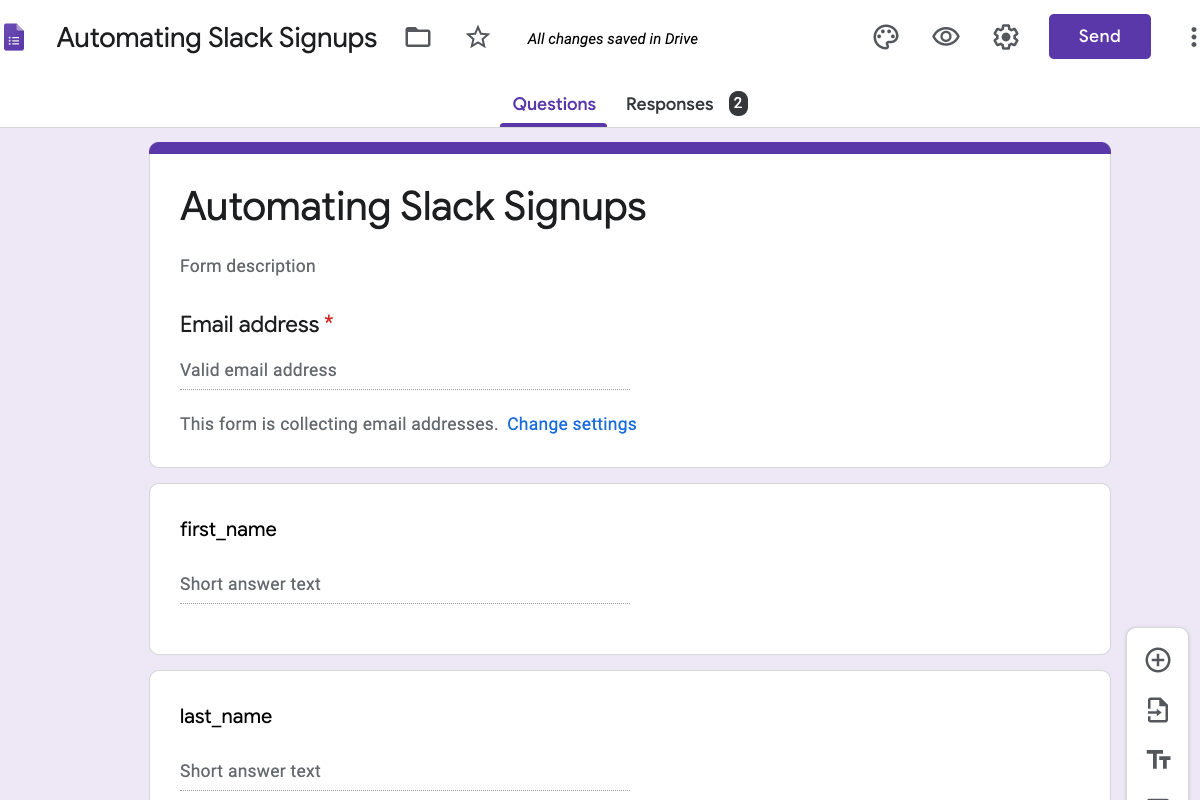 Automating Slack Signups
All changes saved in Drive
Send
Questions
Responses 2
Automating Slack Signups
Form description
Email address *
Valid email address
This form is collecting email addresses. Change settings
first_name
Short answer text
last_name
Short answer text
Tт